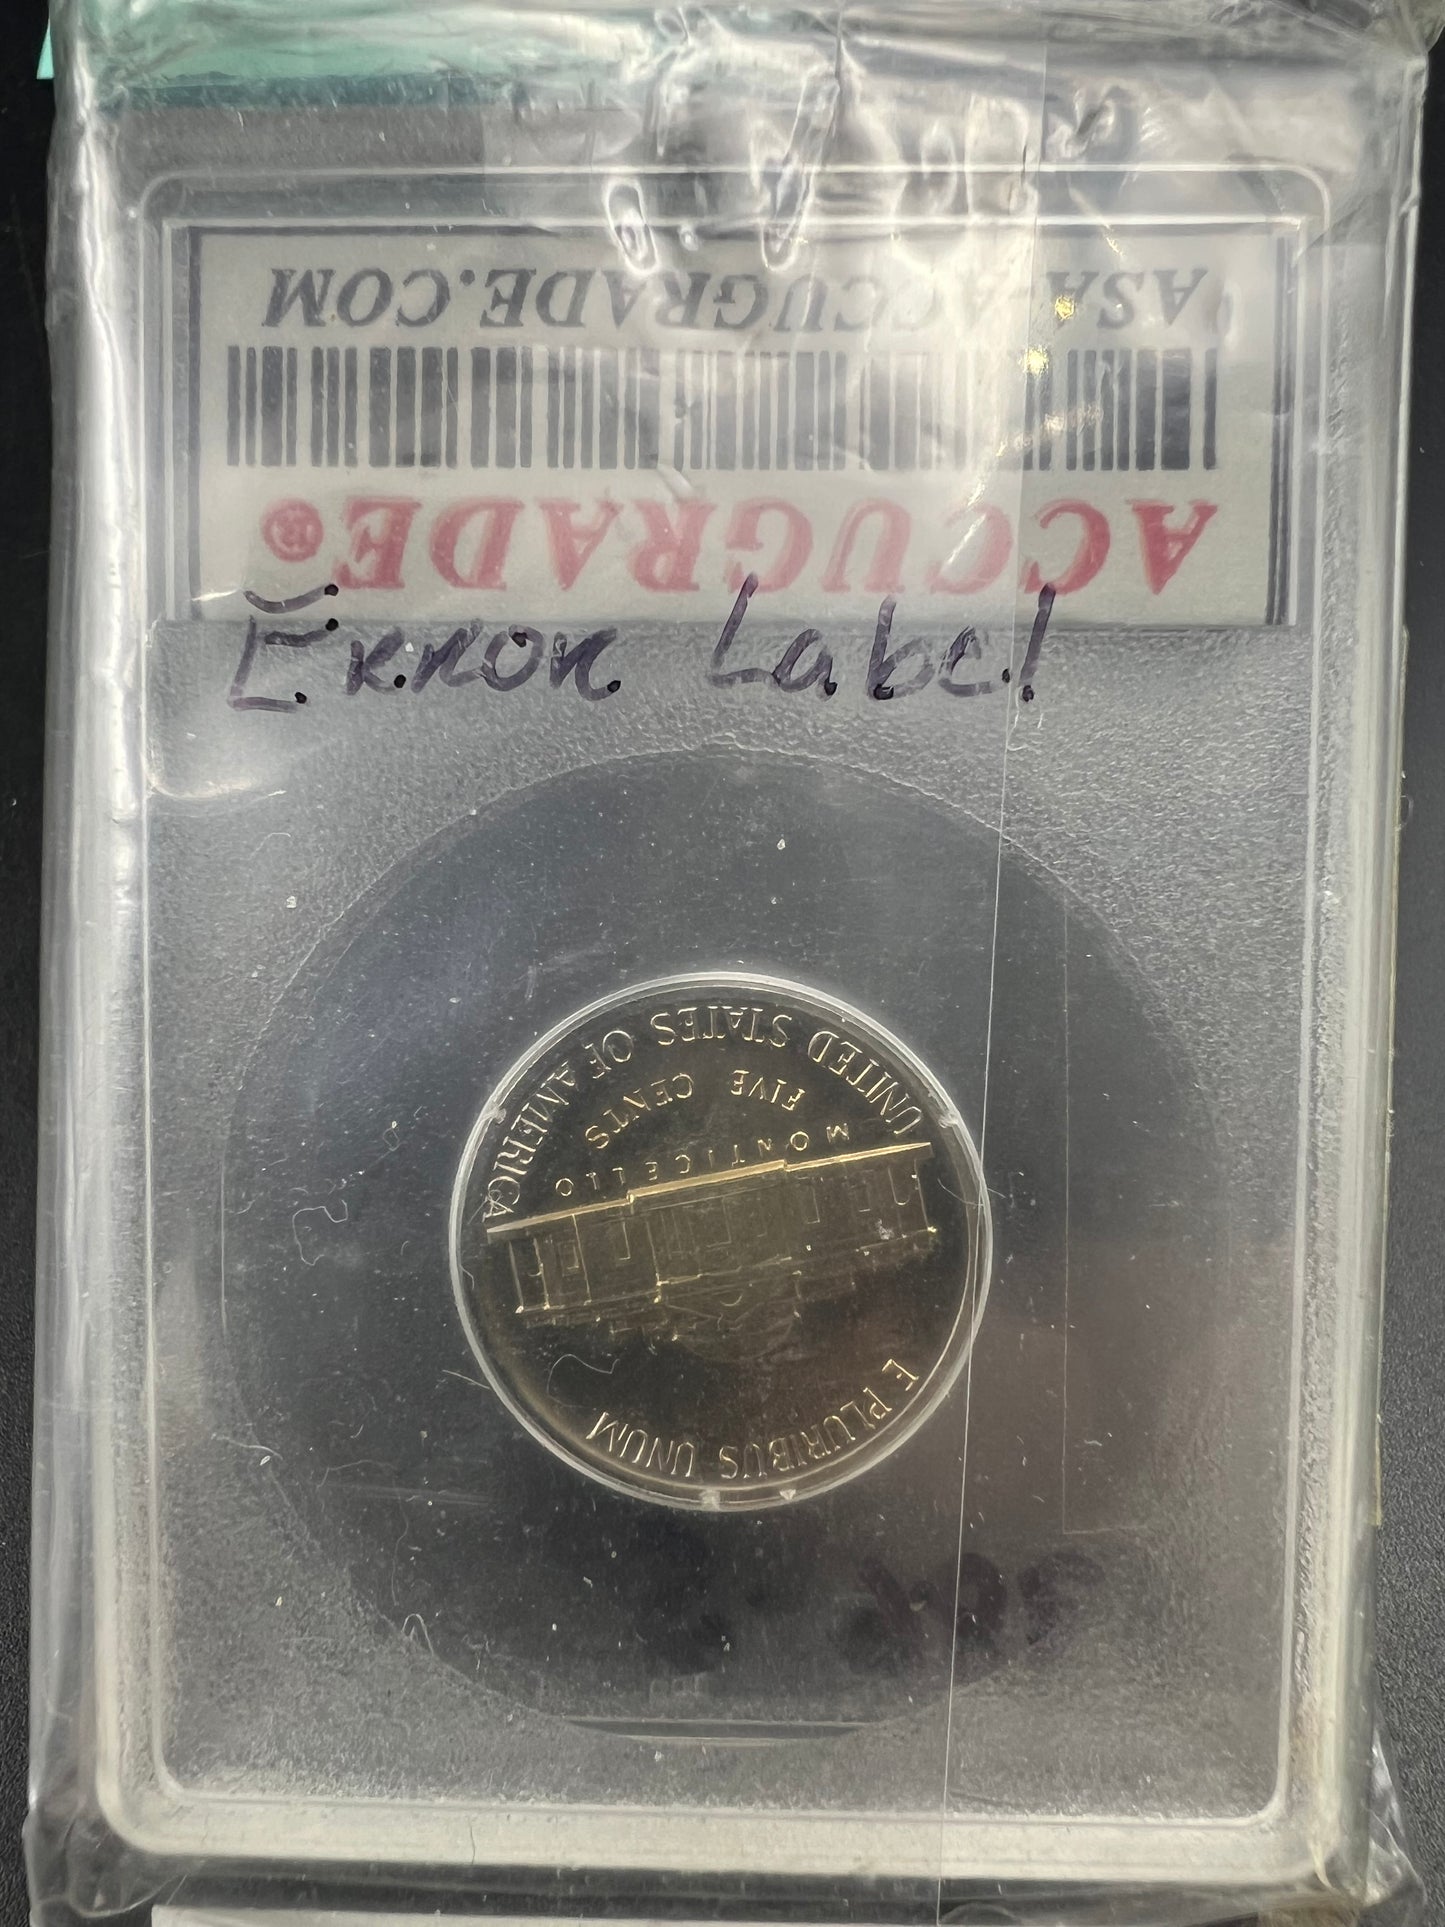 ASA-ACCUGRADE.COM
ACCUGRADE®
Error Label
UNITED STATES OF AMERICA
FIVE CENTS
MONTICELLO
E PLURIBUS UNUM